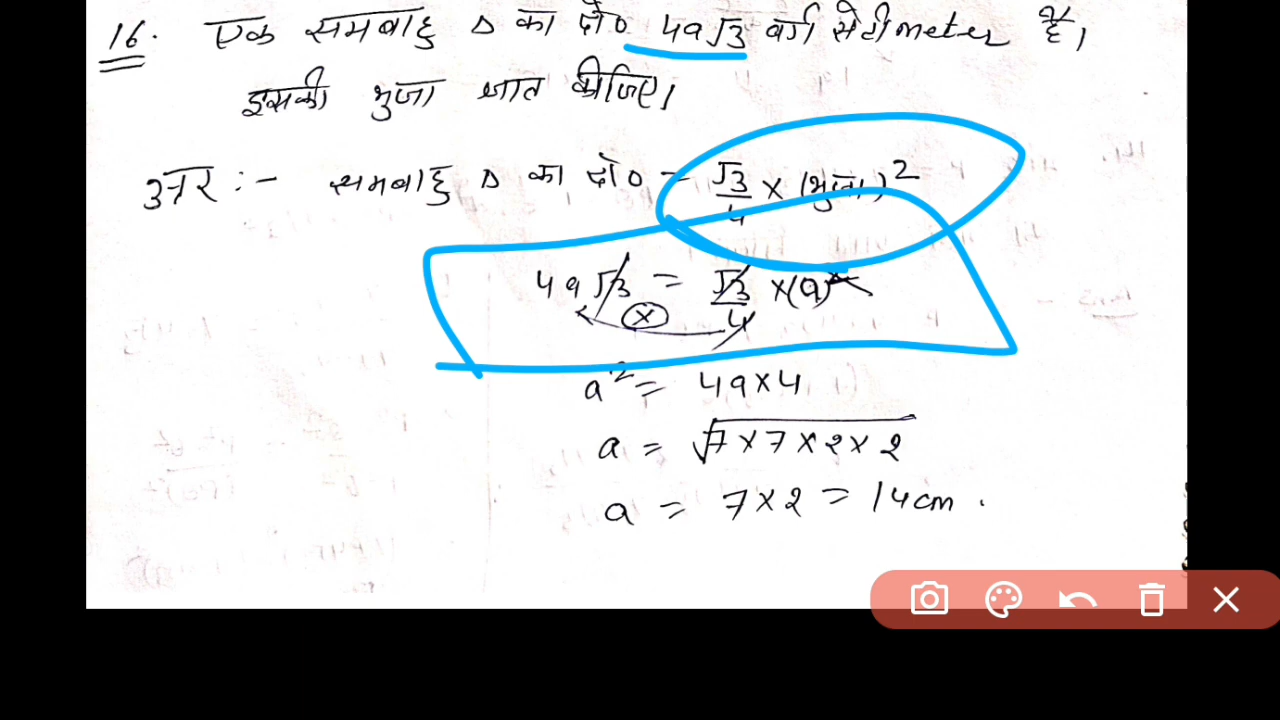 16. एक समबाहु Δ का क्षे० 49√3 वर्ग सेंटीmeter है।
इसकी भुजा ज्ञात कीजिए।
उत्तर :- समबाहु Δ का क्षे० = √3/4 × (भुजा)²
49√3 = √3/4 × (a)²
×
a² = 49×4
a = √7×7×2×2
a = 7×2 = 14cm.